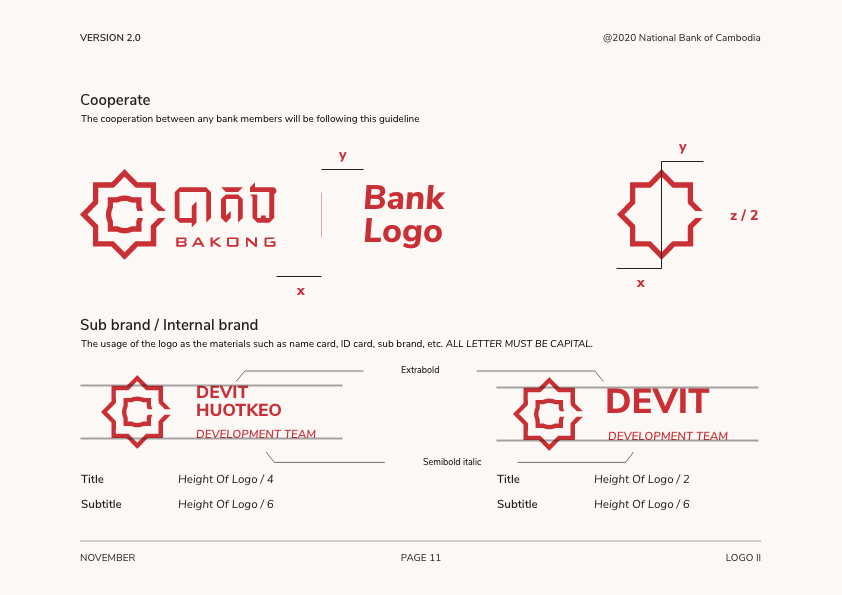 VERSION 2.0
@2020 National Bank of Cambodia
Cooperate
The cooperation between any bank members will be following this guideline
y
y
បាគង
BAKONG
Bank
Logo
z / 2
x
x
Sub brand / Internal brand
The usage of the logo as the materials such as name card, ID card, sub brand, etc. ALL LETTER MUST BE CAPITAL.
Extrabold
DEVIT
HUOTKEO
DEVELOPMENT TEAM
DEVIT
DEVELOPMENT TEAM
Semibold italic
Title
Height Of Logo / 4
Title
Height Of Logo / 2
Subtitle
Height Of Logo / 6
Subtitle
Height Of Logo / 6
NOVEMBER
PAGE 11
LOGO II